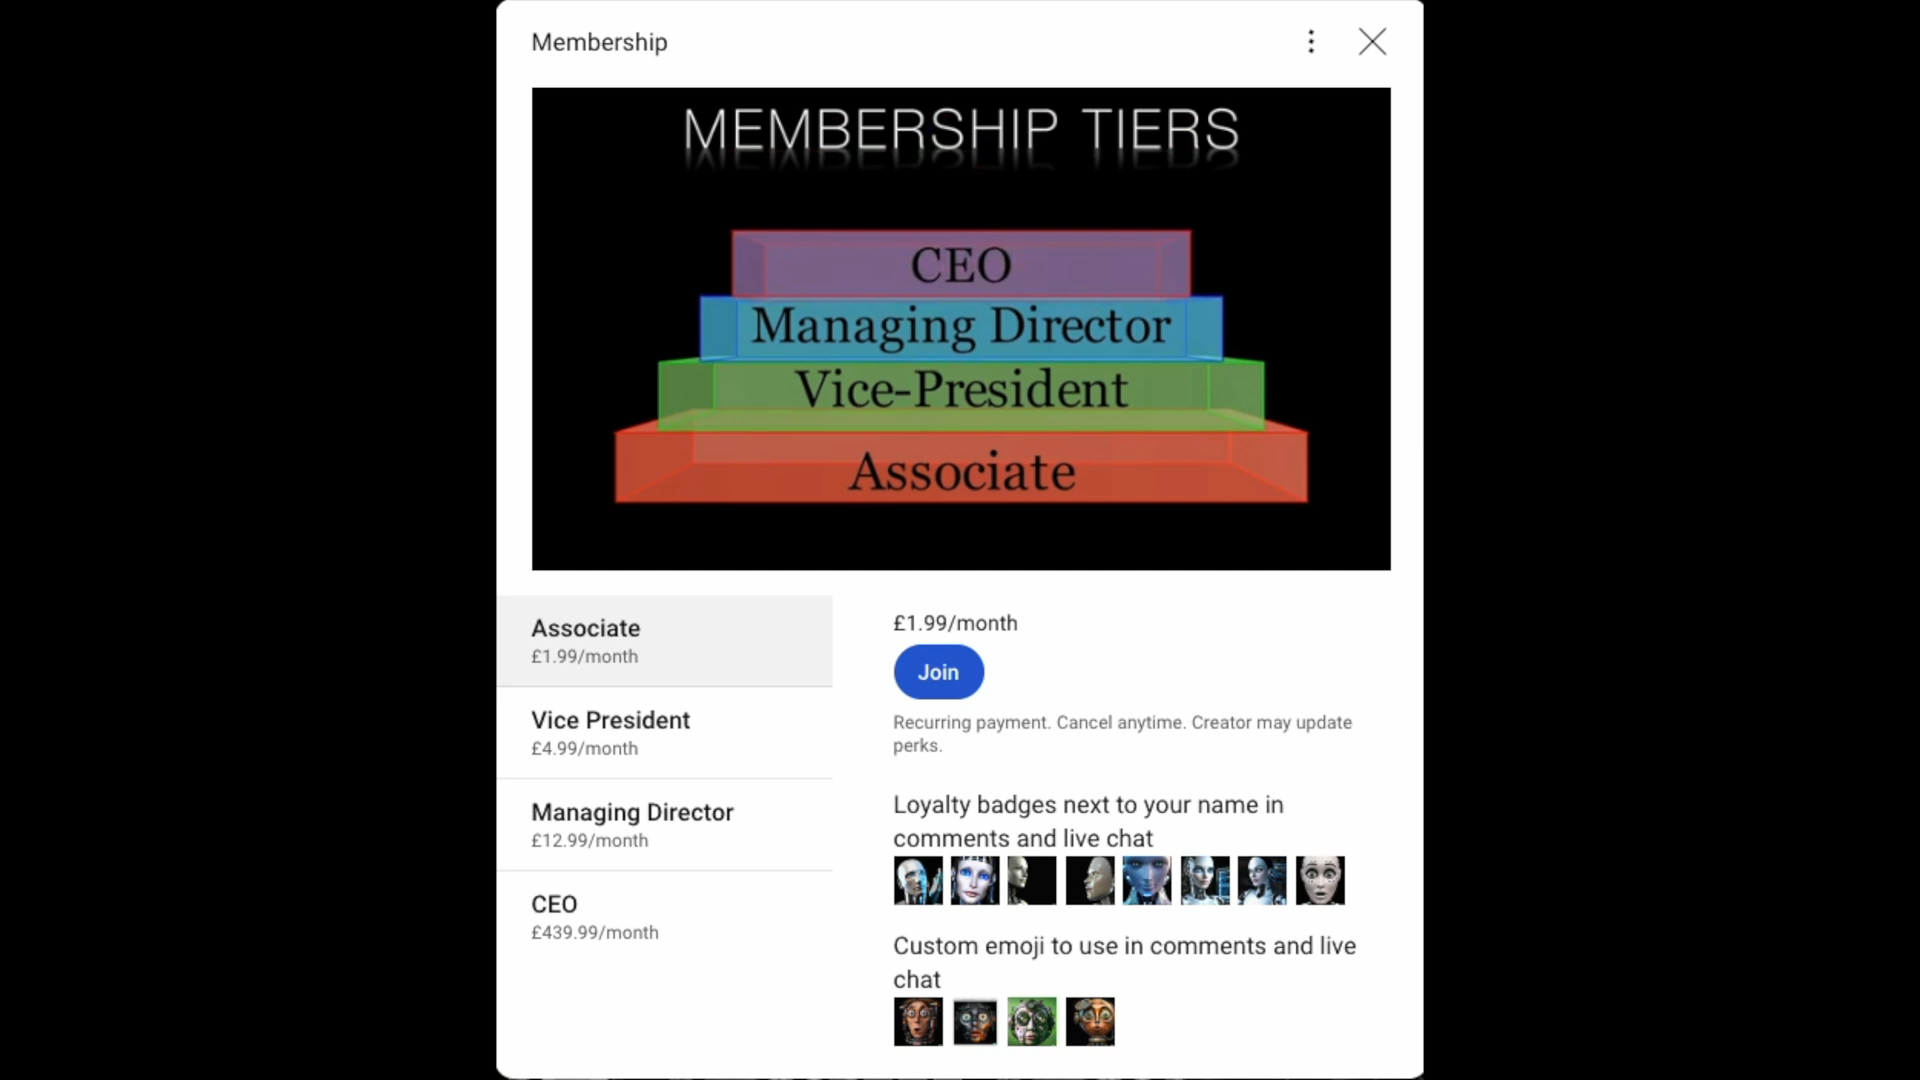 Membership
MEMBERSHIP TIERS
CEO
Managing Director
Vice-President
Associate
Associate
£1.99/month
Vice President
£4.99/month
Managing Director
£12.99/month
CEO
£439.99/month
£1.99/month
Join
Recurring payment. Cancel anytime. Creator may update
perks.
Loyalty badges next to your name in
comments and live chat
Custom emoji to use in comments and live
chat